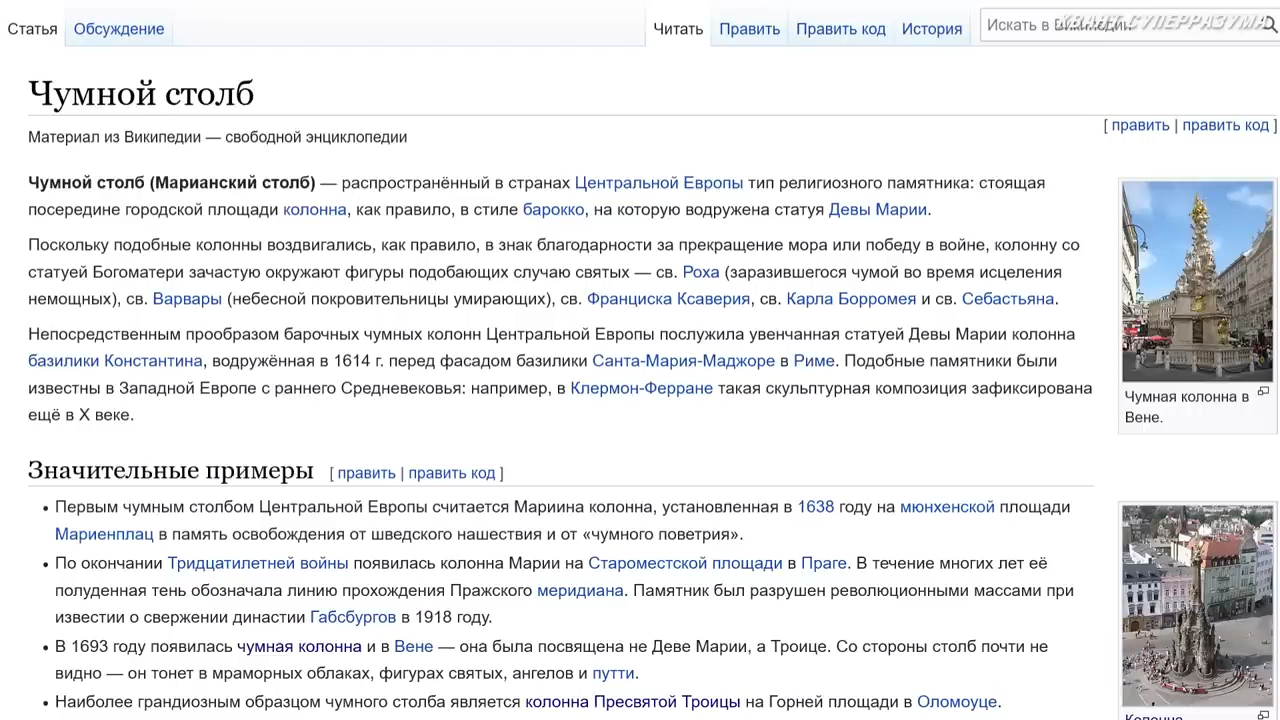 Статья Обсуждение Читать Править Править код История Искать в Википедии
КВАНТ СУПЕРРАЗУМА
Чумной столб
[ править | править код ]
Материал из Википедии — свободной энциклопедии
Чумной столб (Марианский столб) — распространённый в странах Центральной Европы тип религиозного памятника: стоящая
посередине городской площади колонна, как правило, в стиле барокко, на которую водружена статуя Девы Марии.
Поскольку подобные колонны воздвигались, как правило, в знак благодарности за прекращение мора или победу в войне, колонну со
статуей Богоматери зачастую окружают фигуры подобающих случаю святых — св. Роха (заразившегося чумой во время исцеления
немощных), св. Варвары (небесной покровительницы умирающих), св. Франциска Ксаверия, св. Карла Борромея и св. Себастьяна.
Непосредственным прообразом барочных чумных колонн Центральной Европы послужила увенчанная статуей Девы Марии колонна
базилики Константина, водружённая в 1614 г. перед фасадом базилики Санта-Мария-Маджоре в Риме. Подобные памятники были
известны в Западной Европе с раннего Средневековья: например, в Клермон-Ферране такая скульптурная композиция зафиксирована
ещё в X веке.
Чумная колонна в
Вене.
Значительные примеры [ править | править код ]
Первым чумным столбом Центральной Европы считается Мариина колонна, установленная в 1638 году на мюнхенской площади
Мариенплац в память освобождения от шведского нашествия и от «чумного поветрия».
По окончании Тридцатилетней войны появилась колонна Марии на Староместской площади в Праге. В течение многих лет её
полуденная тень обозначала линию прохождения Пражского меридиана. Памятник был разрушен революционными массами при
известии о свержении династии Габсбургов в 1918 году.
В 1693 году появилась чумная колонна и в Вене — она была посвящена не Деве Марии, а Троице. Со стороны столб почти не
видно — он тонет в мраморных облаках, фигурах святых, ангелов и путти.
Наиболее грандиозным образцом чумного столба является колонна Пресвятой Троицы на Горней площади в Оломоуце.
Колонна